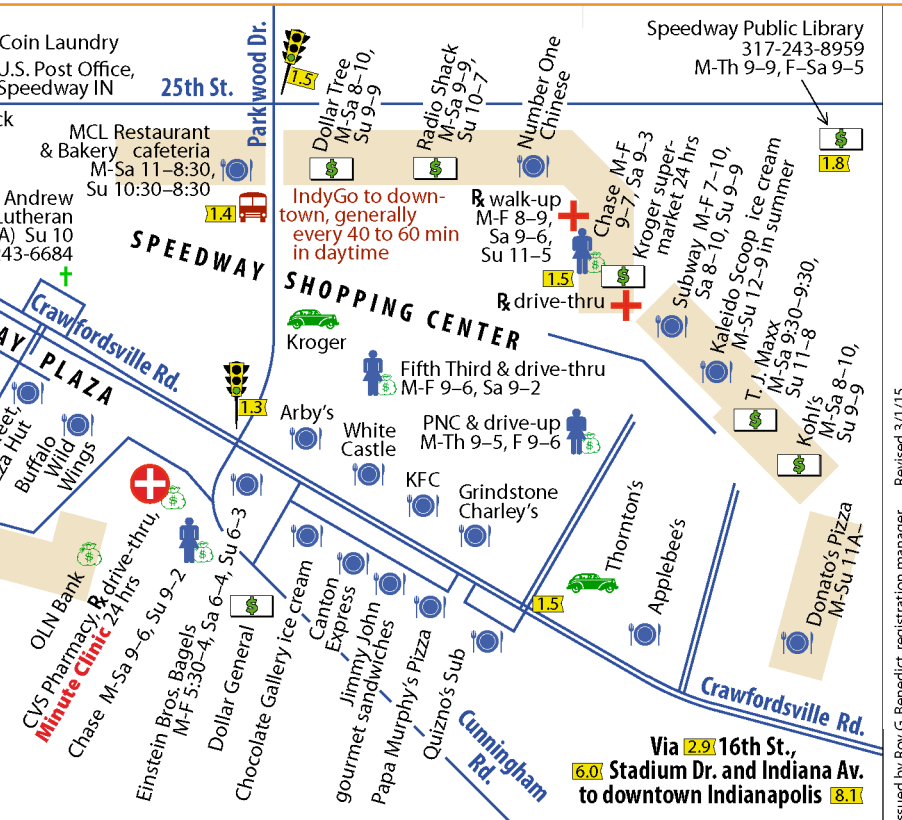 Coin Laundry
U.S. Post Office,
Speedway IN
25th St.
Parkwood Dr.
1.5
Dollar Tree
M-Sa 8–10,
Su 9–9
Radio Shack
M-Sa 9–9,
Su 10–7
Number One
Chinese
Speedway Public Library
317-243-8959
M-Th 9–9, F–Sa 9–5
1.8
ck
MCL Restaurant
& Bakery cafeteria
M-Sa 11–8:30,
Su 10:30–8:30
1.4
IndyGo to down-
town, generally
every 40 to 60 min
in daytime
Andrew
Lutheran
A) Su 10
243-6684
℞ walk-up
M-F 8–9,
Sa 9–6,
Su 11–5
1.5
℞ drive-thru
Chase M-F
9–7, Sa 9–3
Kroger super-
market 24 hrs
Subway M-F 7–10,
Sa 8–10, Su 9–9
Kaleido Scoop ice cream
M-Su 12–9 in summer
T. J. Maxx
M-Sa 9:30–9:30,
Su 11–8
Kohl's
M-Sa 8–10,
Su 9–9
SPEEDWAY SHOPPING CENTER
Crawfordsville Rd.
AY PLAZA
Kroger
1.3
Fifth Third & drive-thru
M-F 9–6, Sa 9–2
PNC & drive-up
M-Th 9–5, F 9–6
Arby's
White
Castle
KFC
Grindstone
Charley's
eet,
za Hut
Buffalo
Wild
Wings
OLN Bank
CVS Pharmacy, ℞ drive-thru,
Minute Clinic 24 hrs
Chase M-Sa 9–6, Su 9–2
Einstein Bros. Bagels
M-F 5:30–4, Sa 6–4, Su 6–3
Dollar General
Chocolate Gallery ice cream
Canton
Express
Jimmy John
gourmet sandwiches
Papa Murphy's Pizza
Quizno's Sub
1.5
Thornton's
Applebee's
Donato's Pizza
M-Su 11A–
Crawfordsville Rd.
Cunningham
Rd.
Via 2.9 16th St.,
6.0 Stadium Dr. and Indiana Av.
to downtown Indianapolis 8.1
Revised 3/1/15
ssued by Roy G. Benedict, registration manager